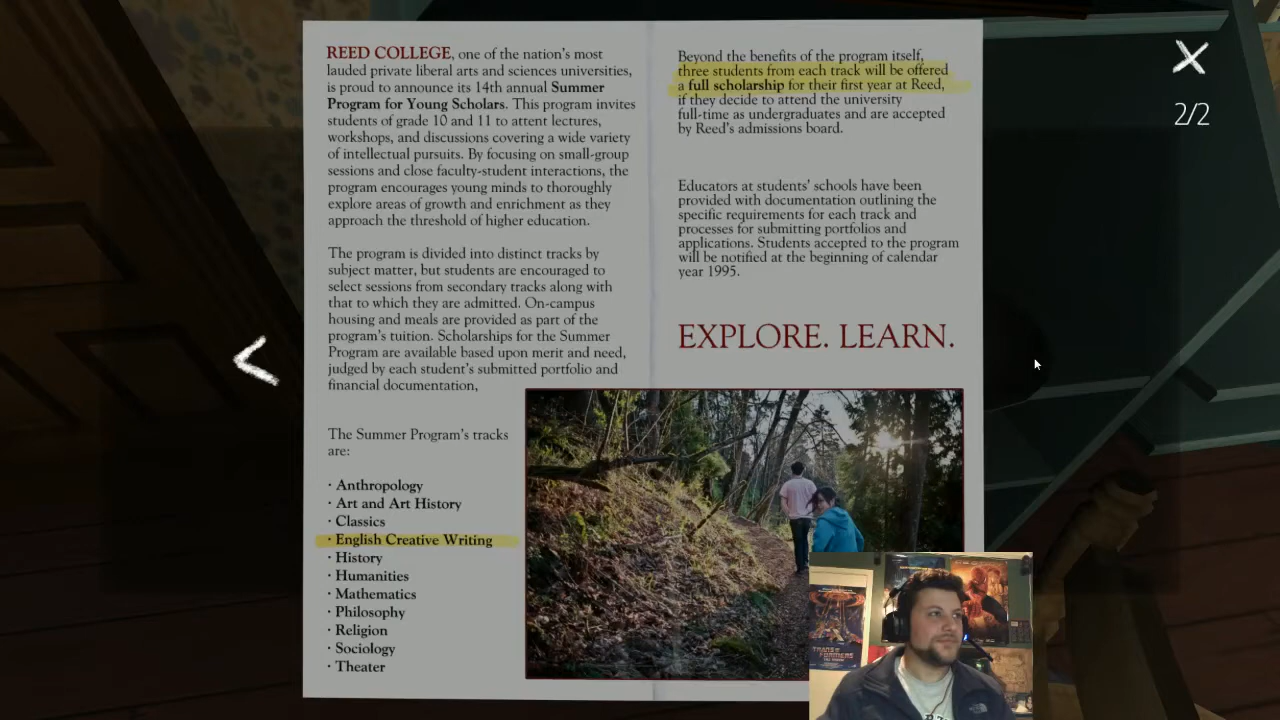 REED COLLEGE, one of the nation's most
lauded private liberal arts and sciences universities,
is proud to announce its 14th annual Summer
Program for Young Scholars. This program invites
students of grade 10 and 11 to attent lectures,
workshops, and discussions covering a wide variety
of intellectual pursuits. By focusing on small-group
sessions and close faculty-student interactions, the
program encourages young minds to thoroughly
explore areas of growth and enrichment as they
approach the threshold of higher education.
The program is divided into distinct tracks by
subject matter, but students are encouraged to
select sessions from secondary tracks along with
that to which they are admitted. On-campus
housing and meals are provided as part of the
program's tuition. Scholarships for the Summer
Program are available based upon merit and need,
judged by each student's submitted portfolio and
financial documentation,
The Summer Program's tracks
are:
· Anthropology
· Art and Art History
· Classics
· English Creative Writing
· History
· Humanities
· Mathematics
· Philosophy
· Religion
· Sociology
· Theater
Beyond the benefits of the program itself,
three students from each track will be offered
a full scholarship for their first year at Reed,
if they decide to attend the university
full-time as undergraduates and are accepted
by Reed's admissions board.
Educators at students' schools have been
provided with documentation outlining the
specific requirements for each track and
processes for submitting portfolios and
applications. Students accepted to the program
will be notified at the beginning of calendar
year 1995.
EXPLORE. LEARN.
2/2
TRANSFORMERS